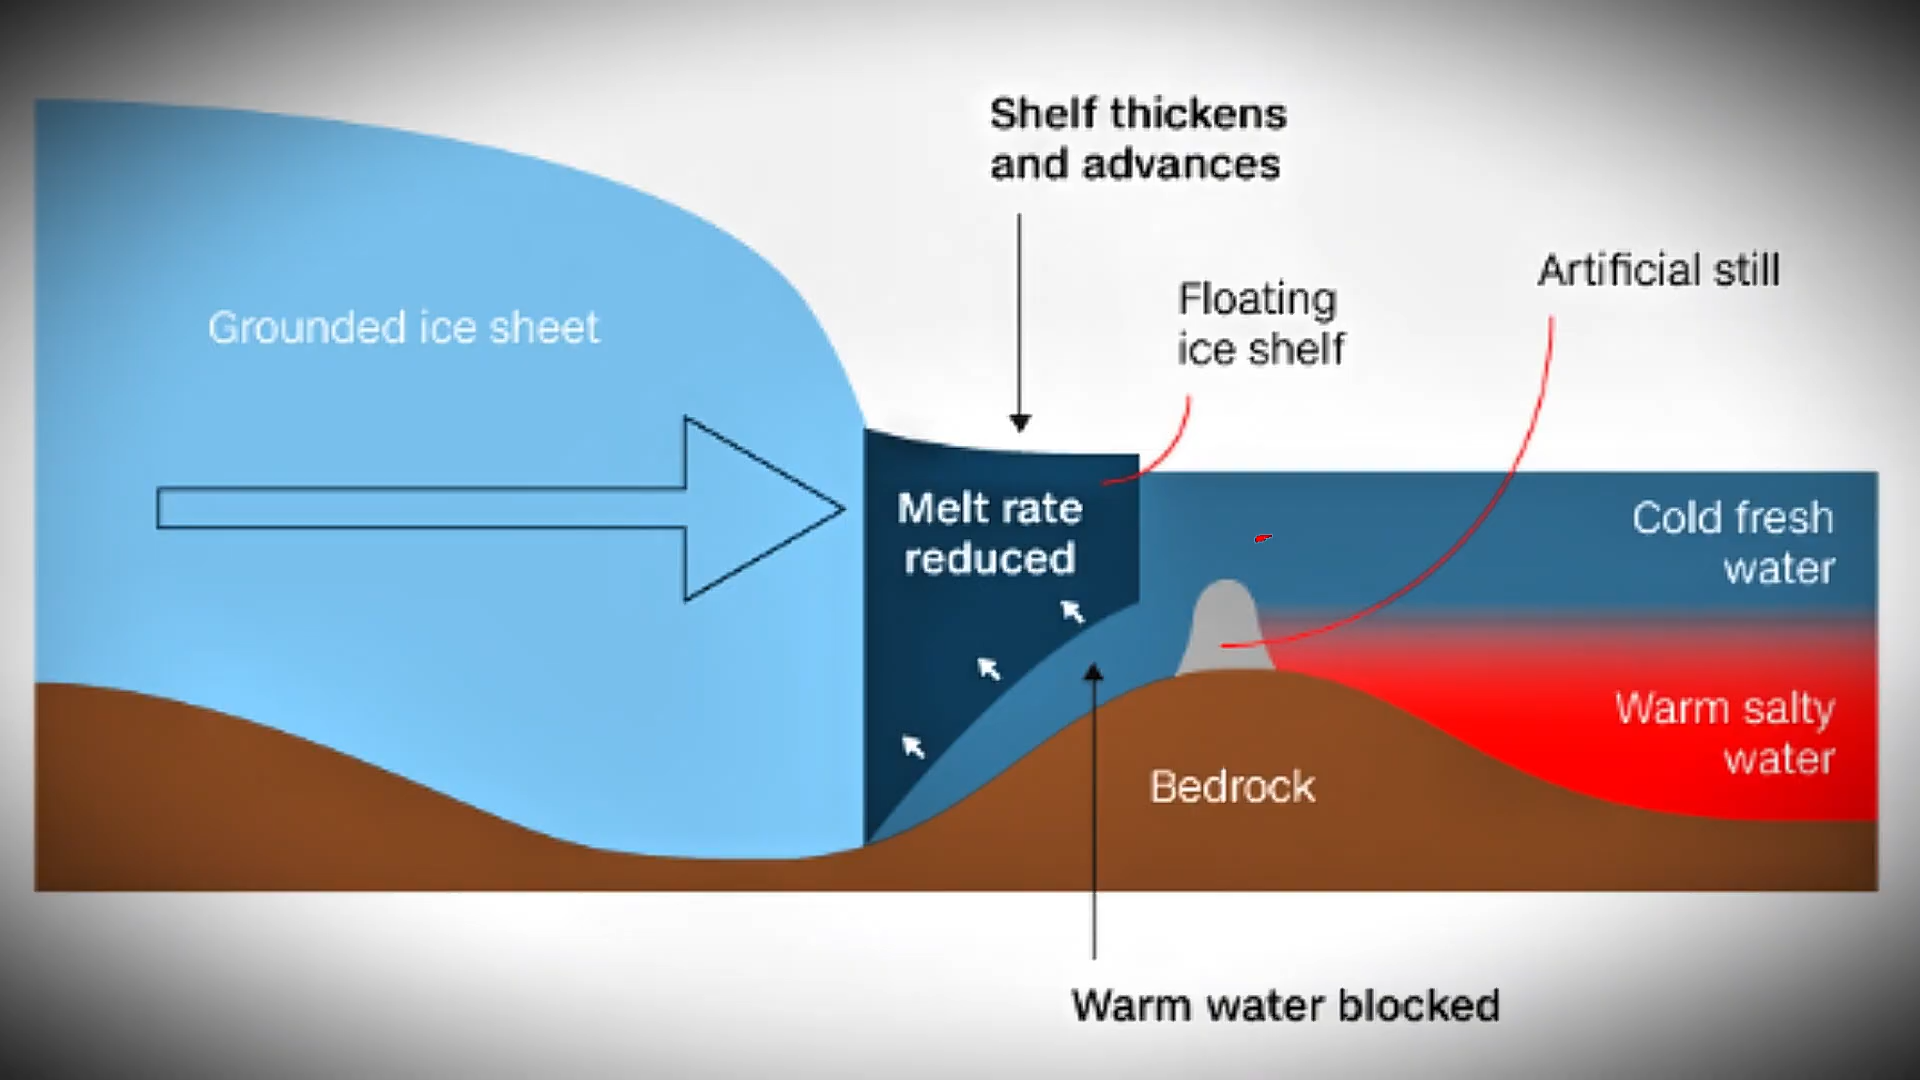 Shelf thickens
and advances
Artificial still
Floating
ice shelf
Grounded ice sheet
Melt rate
reduced
Cold fresh
water
Warm salty
water
Bedrock
Warm water blocked